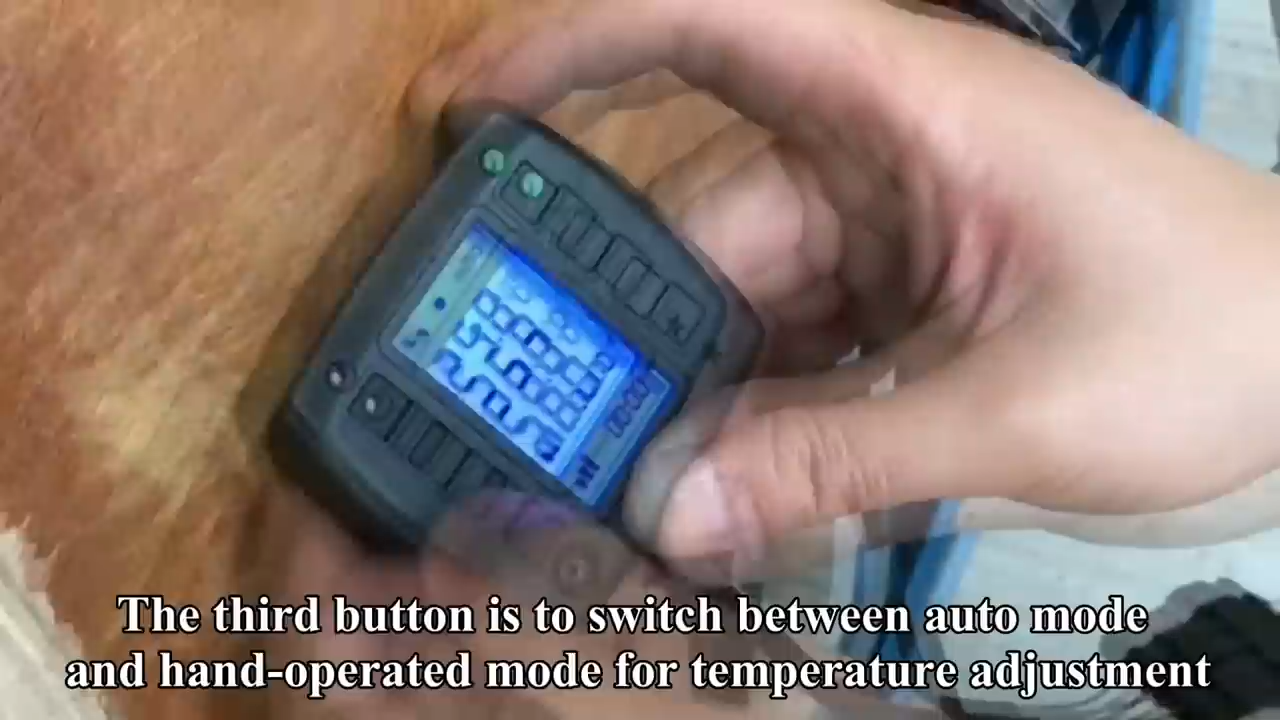 The third button is to switch between auto mode
and hand-operated mode for temperature adjustment